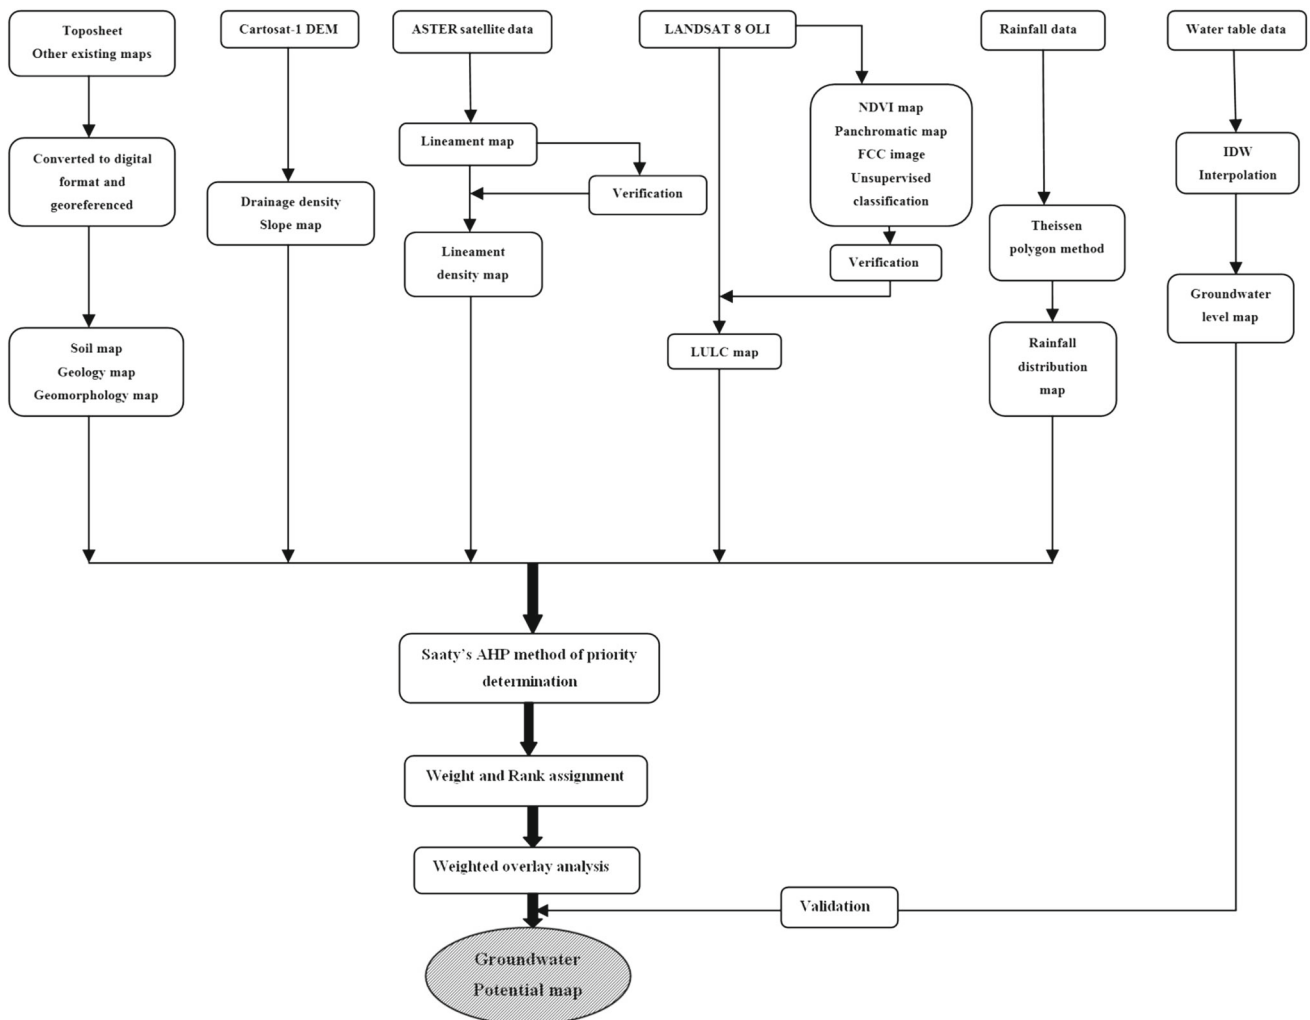 Toposheet
Other existing maps
Cartosat-1 DEM
ASTER satellite data
LANDSAT 8 OLI
Rainfall data
Water table data
Converted to digital
format and
georeferenced
Drainage density
Slope map
Lineament map
Verification
Lineament
density map
NDVI map
Panchromatic map
FCC image
Unsupervised
classification
Verification
LULC map
Theissen
polygon method
Rainfall
distribution
map
IDW
Interpolation
Groundwater
level map
Soil map
Geology map
Geomorphology map
Saaty's AHP method of priority
determination
Weight and Rank assignment
Weighted overlay analysis
Validation
Groundwater
Potential map